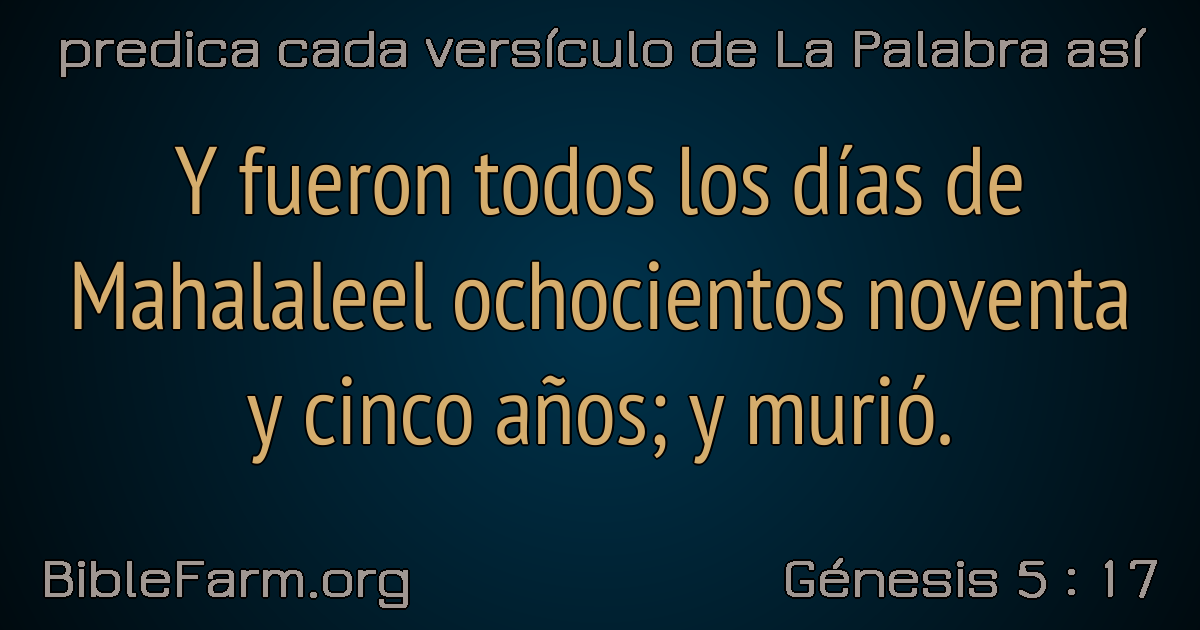 predica cada versículo de La Palabra así
Y fueron todos los días de
Mahalaleel ochocientos noventa
y cinco años; y murió.
BibleFarm.org
Génesis 5 : 17